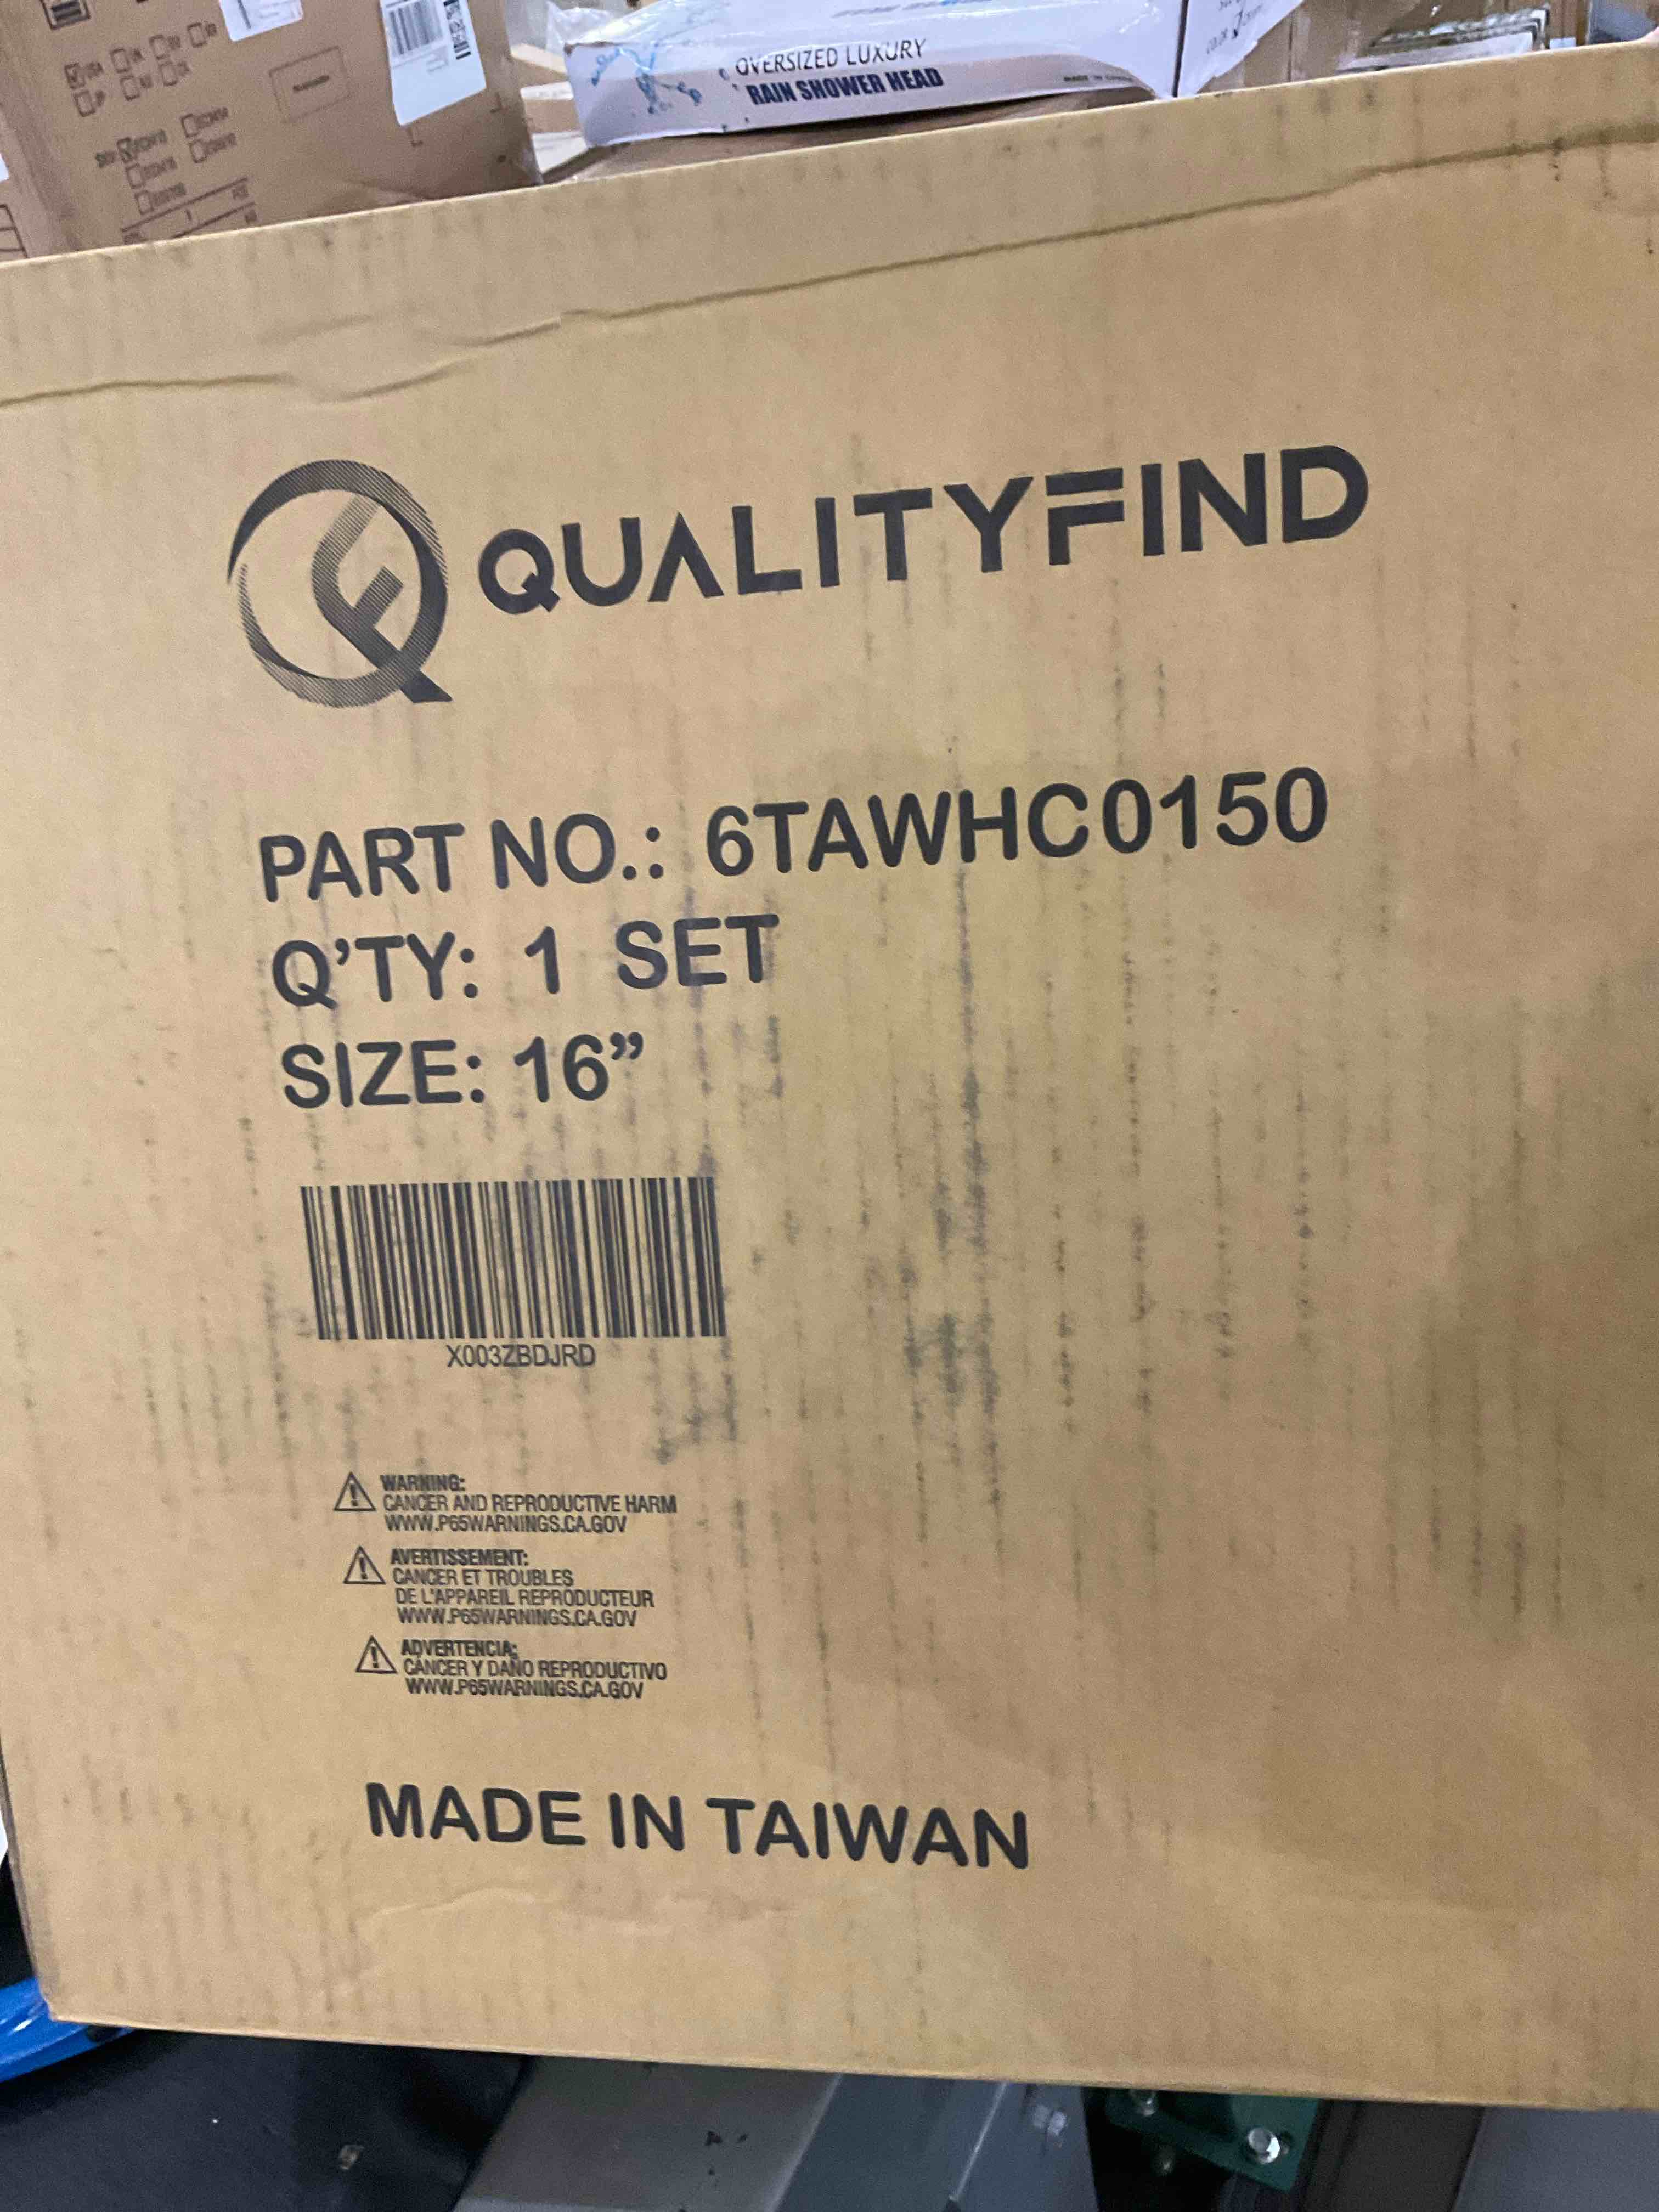 OVERSIZED LUXURY
RAIN SHOWER HEAD
QUALITYFIND
PART NO.: 6TAWHC0150
Q’TY: 1 SET
SIZE: 16”
X003ZBDJRD
WARNING:
CANCER AND REPRODUCTIVE HARM
WWW.P65WARNINGS.CA.GOV
AVERTISSEMENT:
CANCER ET TROUBLES
DE L'APPAREIL REPRODUCTEUR
WWW.P65WARNINGS.CA.GOV
ADVERTENCIA:
CÁNCER Y DAÑO REPRODUCTIVO
WWW.P65WARNINGS.CA.GOV
MADE IN TAIWAN